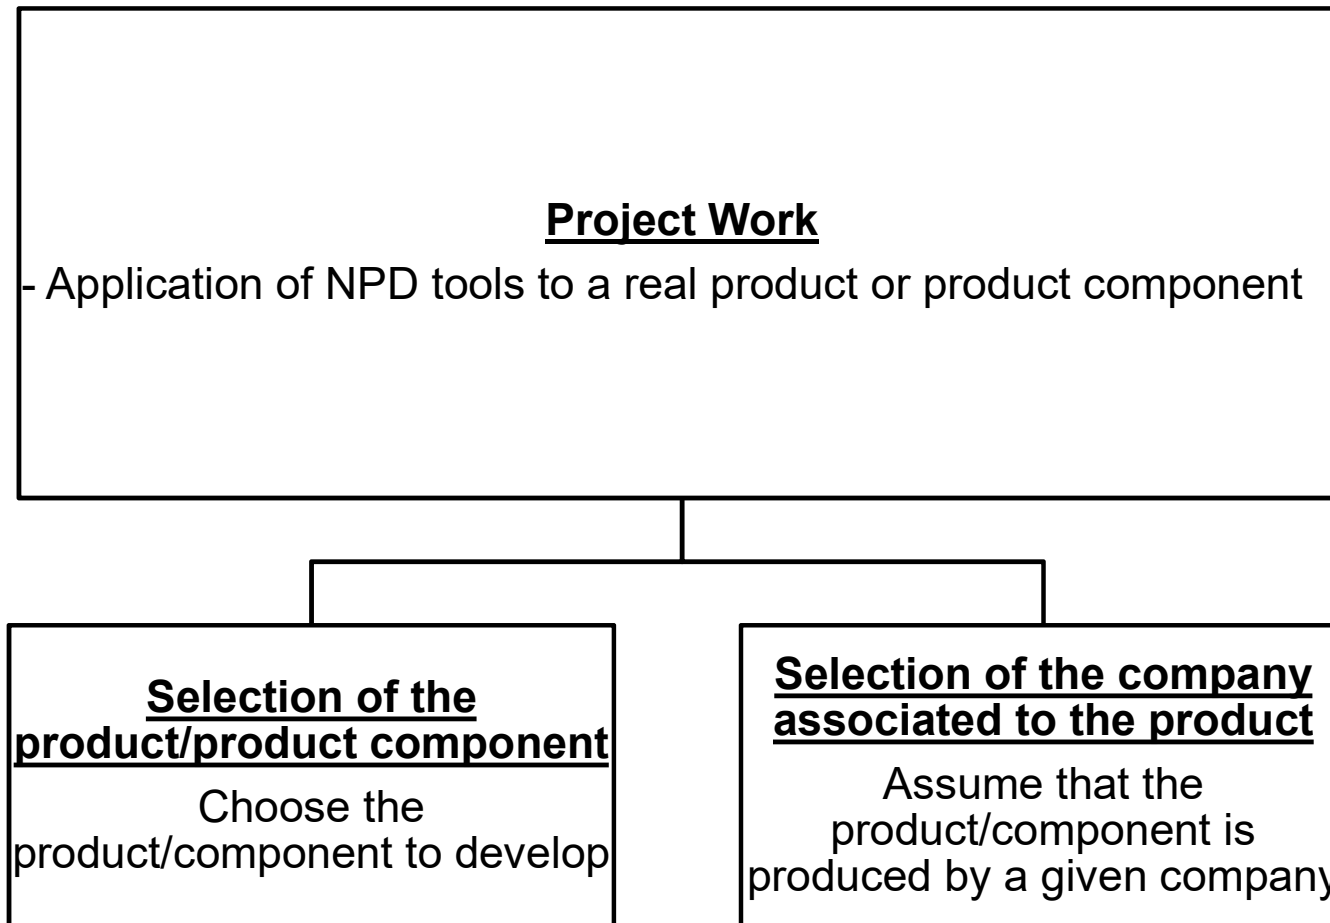 Project Work
- Application of NPD tools to a real product or product component
Selection of the
product/product component
Choose the
product/component to develop
Selection of the company
associated to the product
Assume that the
product/component is
produced by a given company